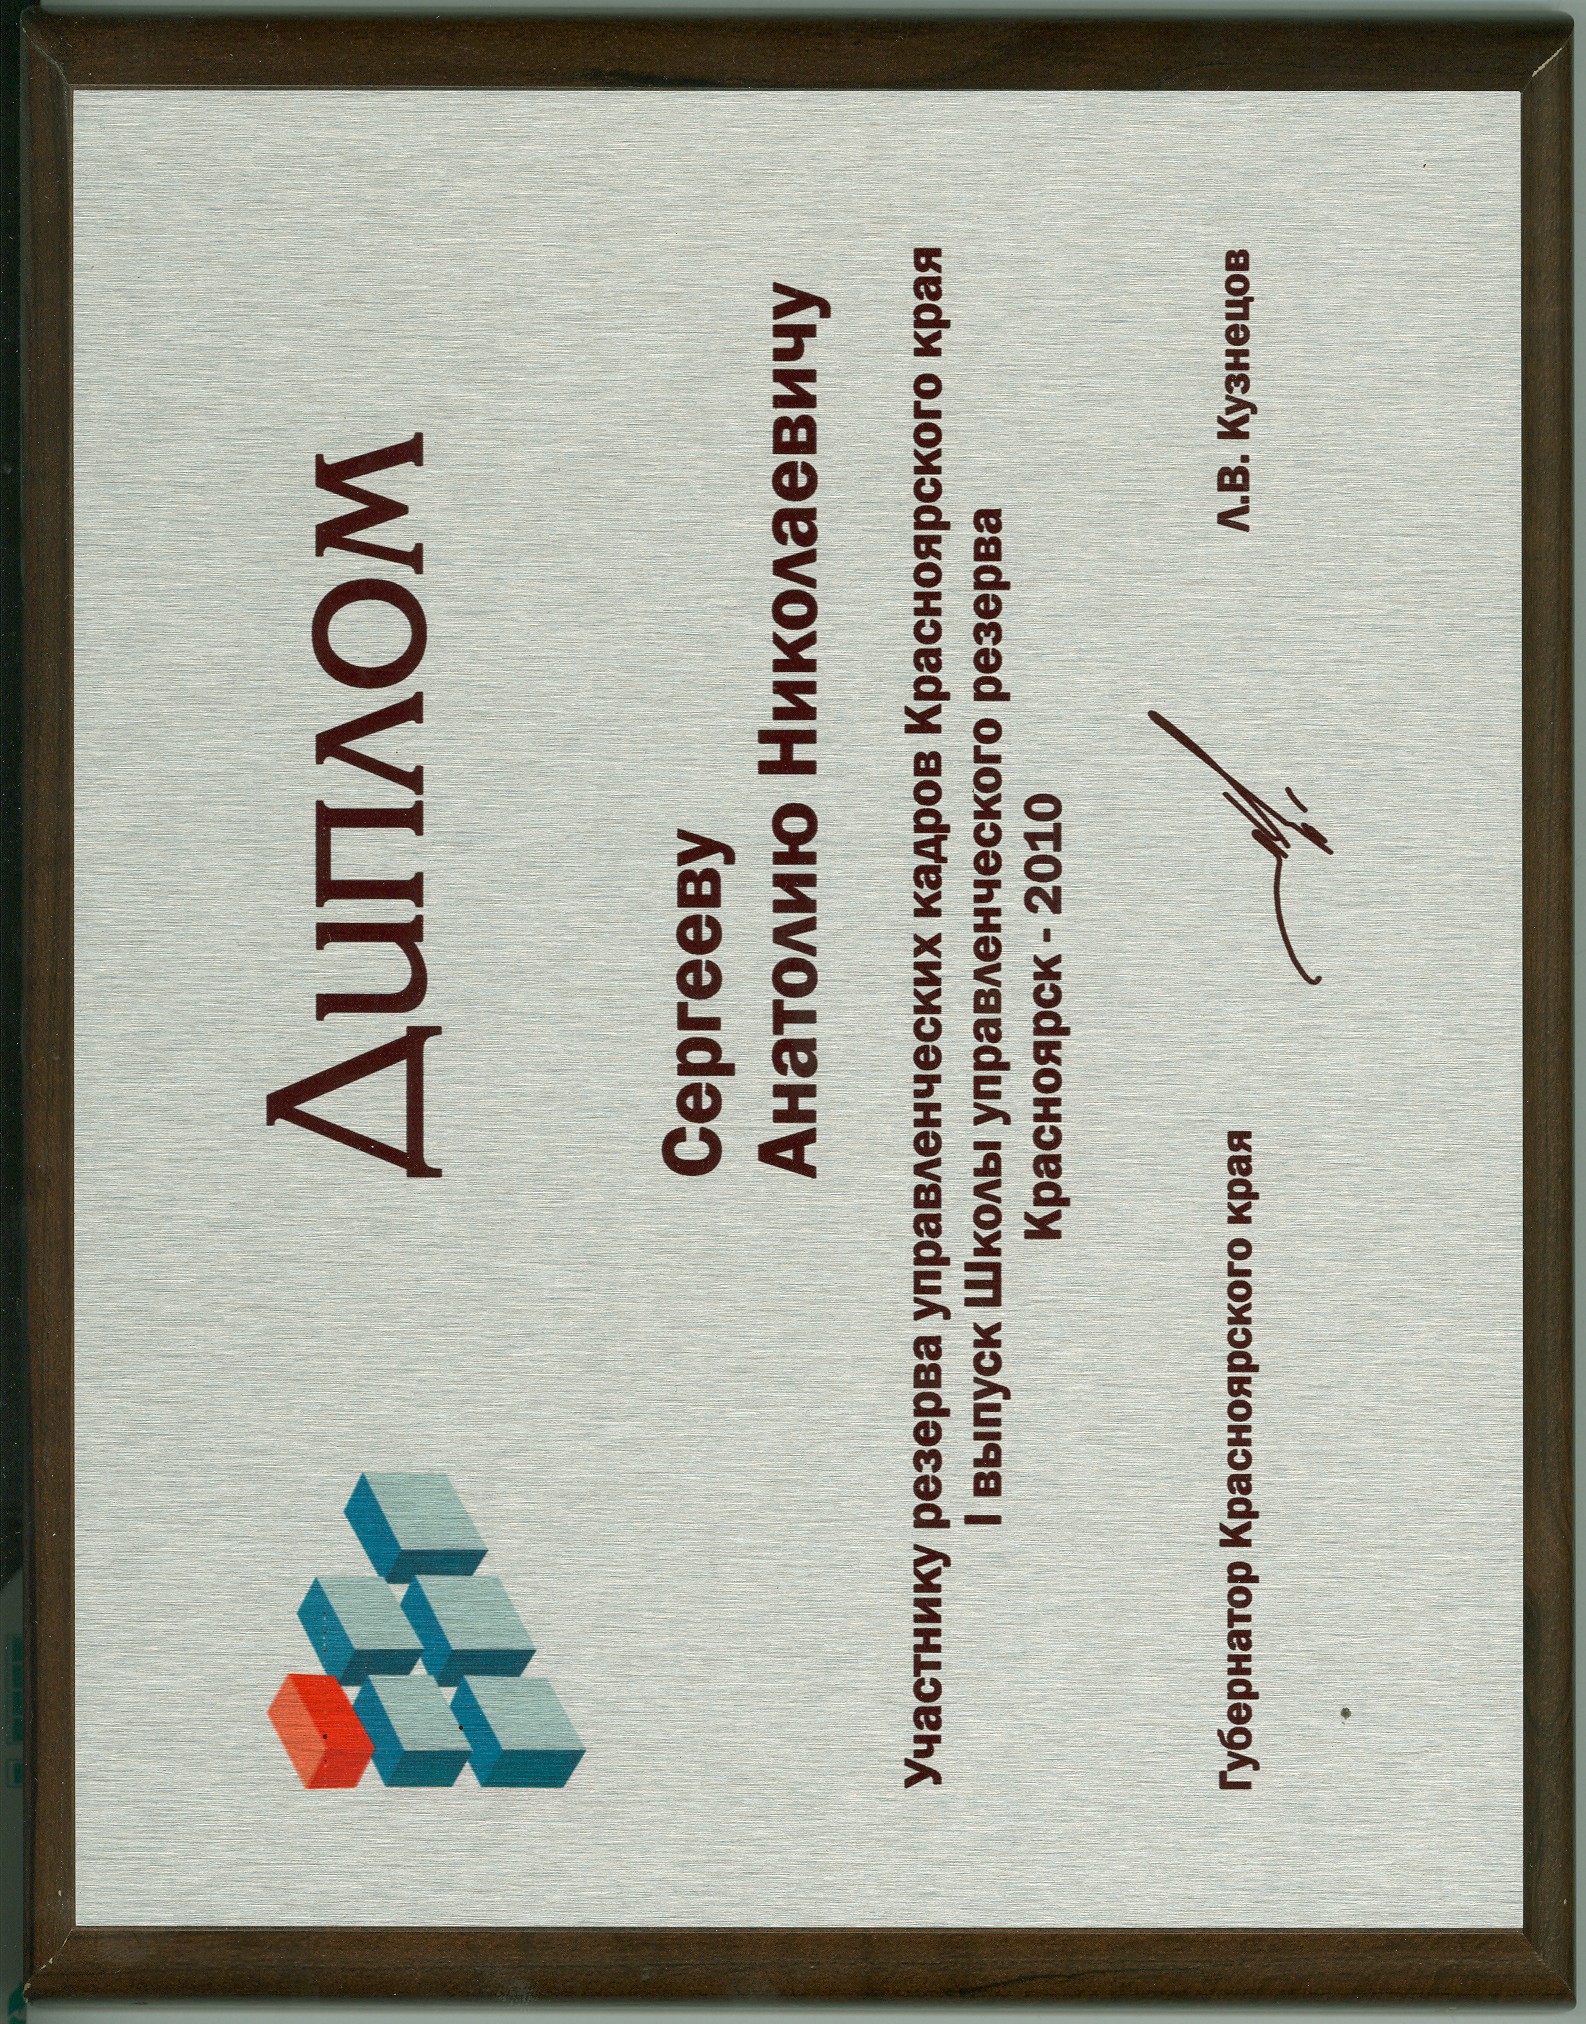 Диплом
Сергееву
Анатолию Николаевичу
Участнику резерва управленческих кадров Красноярского края
I выпуск Школы управленческого резерва
Красноярск - 2010
Губернатор Красноярского края
Л.В. Кузнецов